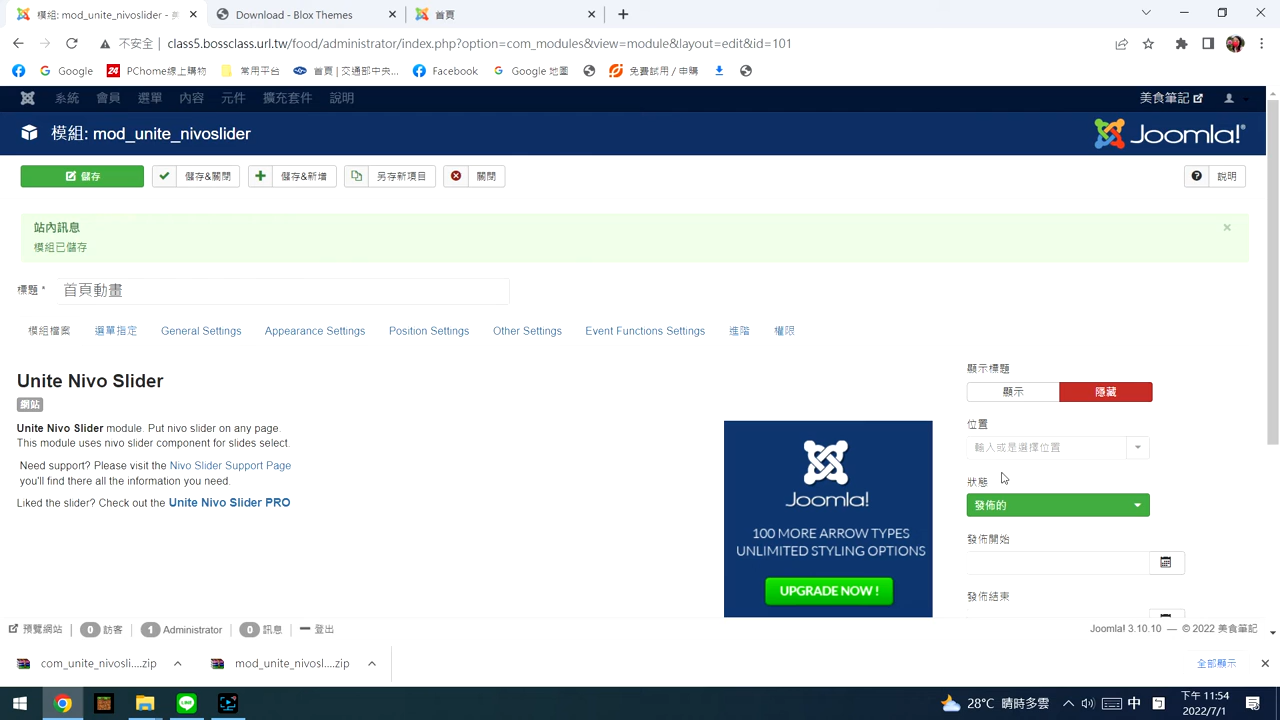 模組: mod_unite_nivoslider -
Download - Blox Themes
首頁
不安全
class5.bossclass.url.tw/food/administrator/index.php?option=com_modules&view=module&layout=edit&id=101
Google
PChome線上購物
常用平台
首頁 | 交通部中央...
Facebook
Google 地圖
免費試用 / 申購
系統 會員 選單 內容 元件 擴充套件 說明
美食筆記
模組: mod_unite_nivoslider
Joomla!
儲存
儲存&關閉
儲存&新增
另存新項目
關閉
說明
站內訊息
×
模組已儲存
標題 * 首頁動畫
模組檔案 選單指定 General Settings Appearance Settings Position Settings Other Settings Event Functions Settings 進階 權限
Unite Nivo Slider
網站
Unite Nivo Slider module. Put nivo slider on any page.
This module uses nivo slider component for slides select.
Need support? Please visit the Nivo Slider Support Page
you'll find there all the information you need.
Liked the slider? Check out the Unite Nivo Slider PRO
Joomla!
100 MORE ARROW TYPES
UNLIMITED STYLING OPTIONS
UPGRADE NOW !
顯示標題
顯示 隱藏
位置
輸入或是選擇位置
狀態
發佈的
發佈開始
發佈結束
預覽網站 0 訪客 1 Administrator 0 訊息 登出
Joomla! 3.10.10 — © 2022 美食筆記
com_unite_nivosli....zip
mod_unite_nivosl....zip
全部顯示
28°C 晴時多雲
中
下午 11:54
2022/7/1